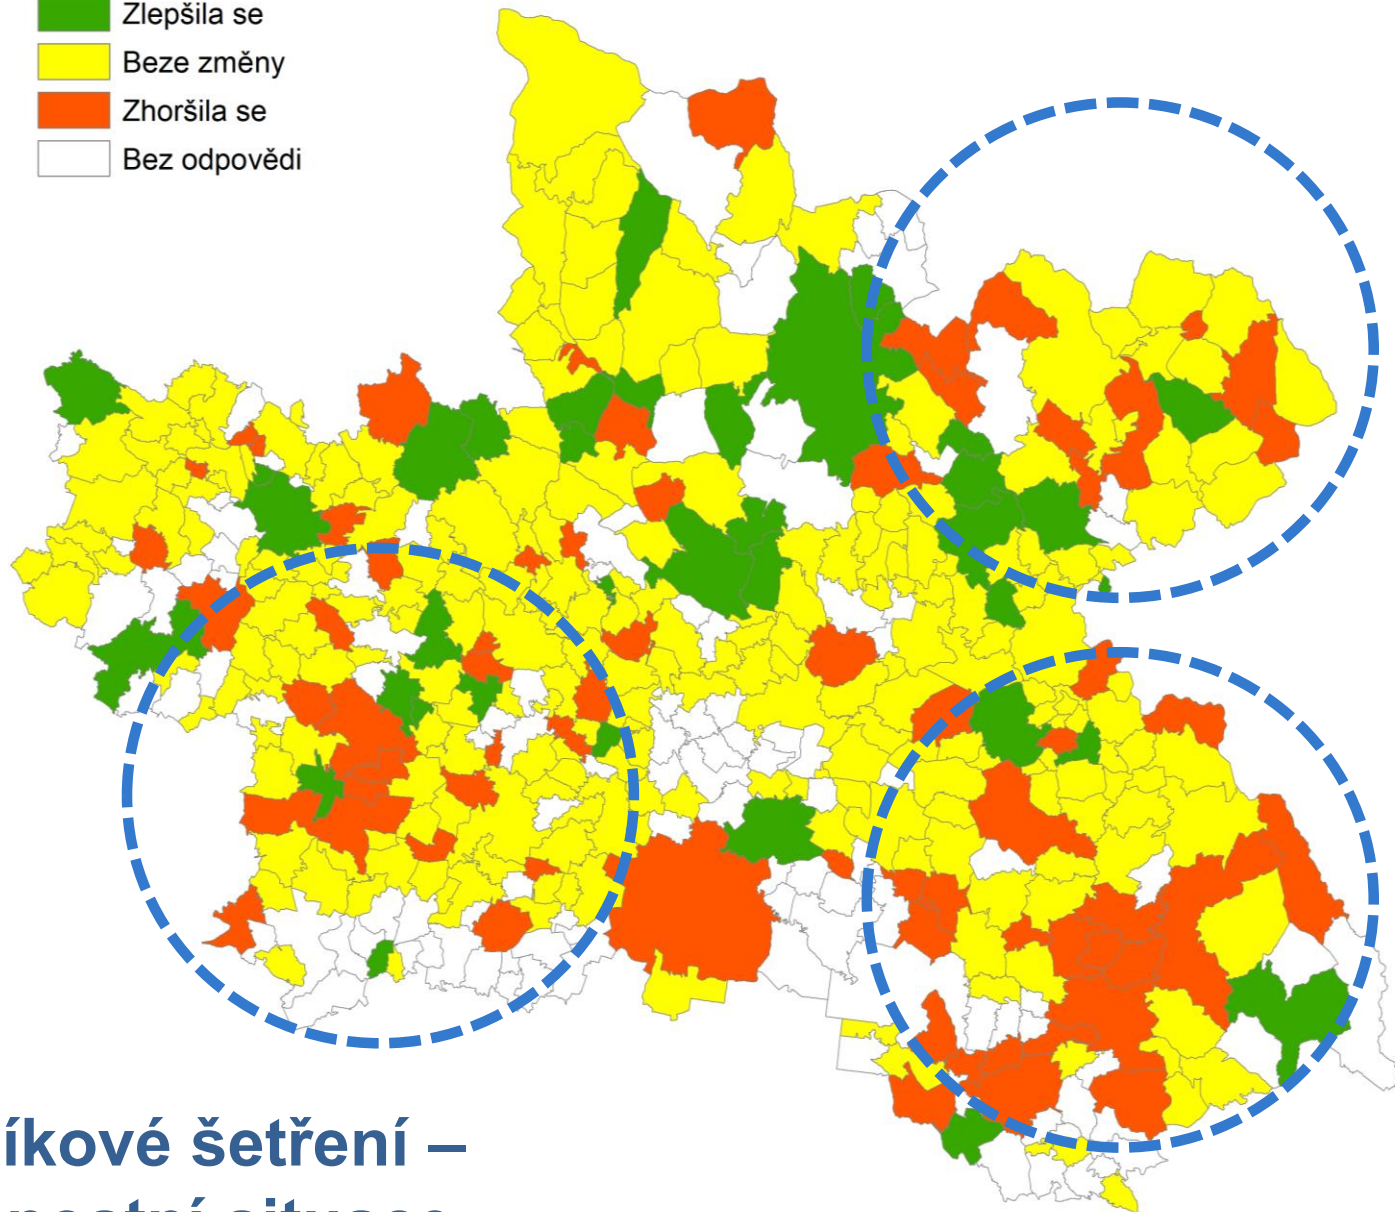 Zlepšila se
Beze změny
Zhoršila se
Bez odpovědi
íkové šetření –